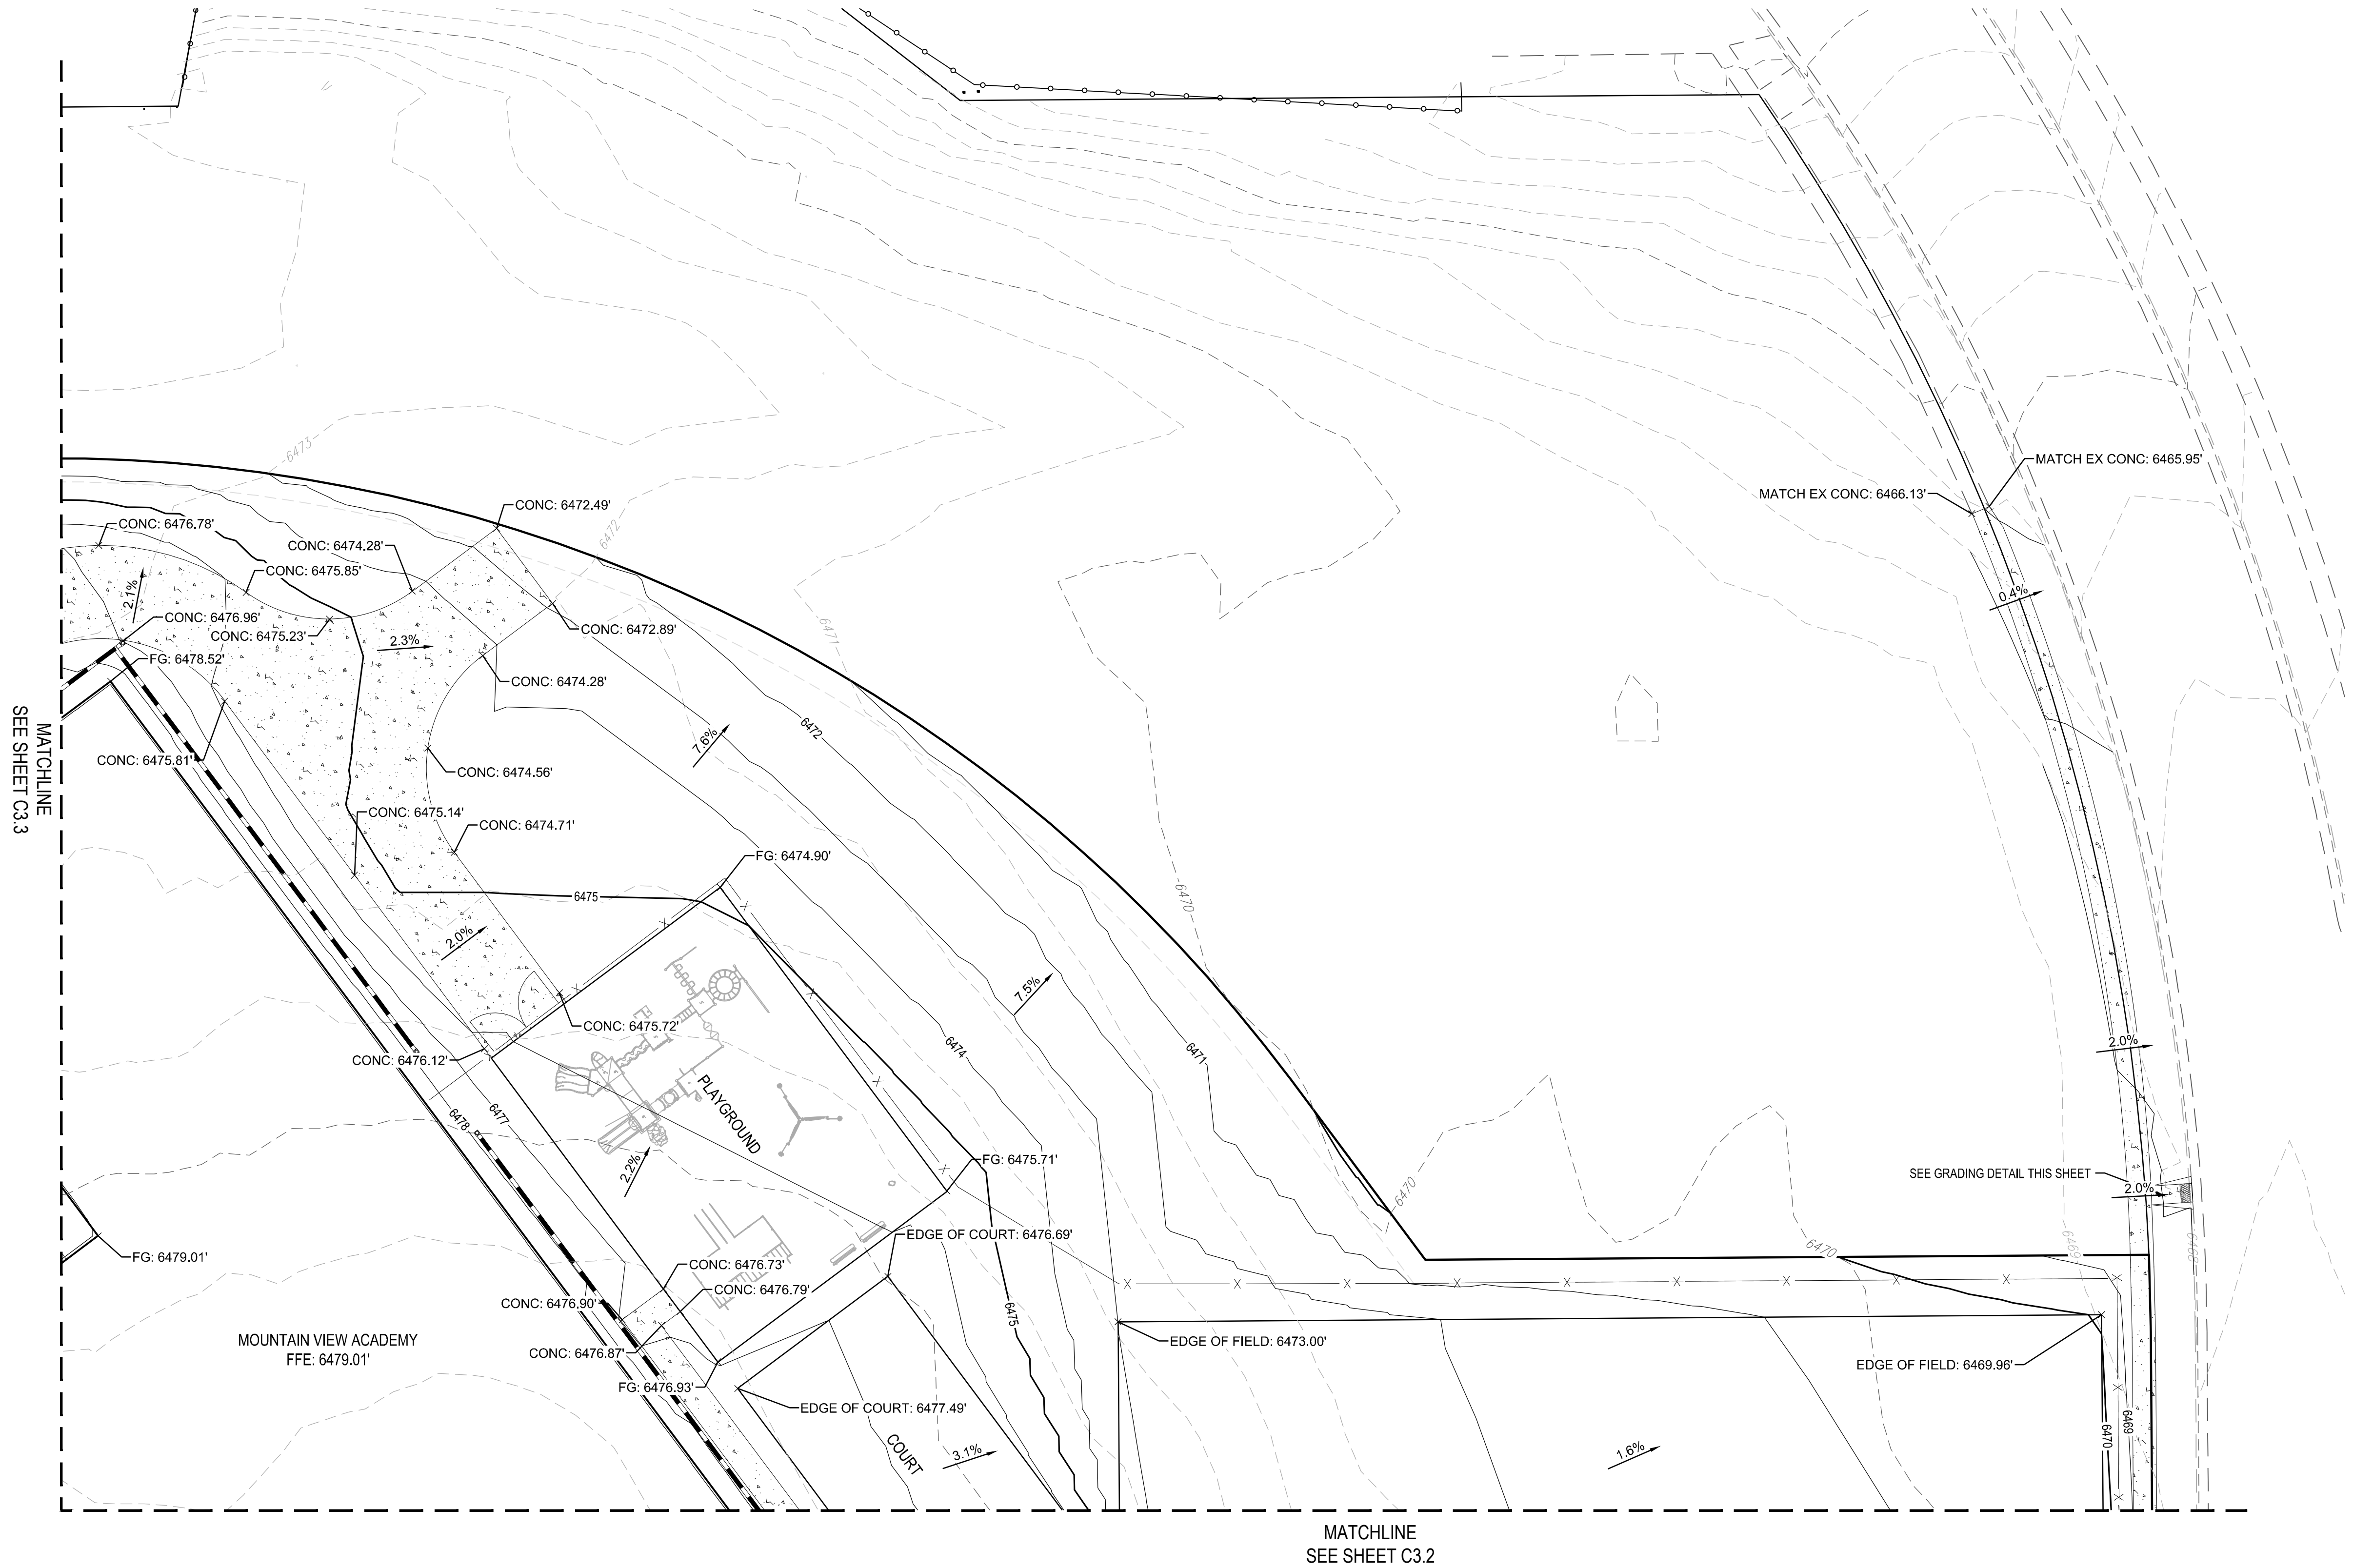 6473
CONC: 6472.49'
MATCH EX CONC: 6465.95'
MATCH EX CONC: 6466.13'
CONC: 6476.78'
6472
CONC: 6474.28'
CONC: 6475.85'
2.1%
0.4%
CONC: 6476.96'
CONC: 6475.23'
CONC: 6472.89'
6471
2.3%
FG: 6478.52'
CONC: 6474.28'
MATCHLINE
SEE SHEET C3.3
6472
7.6%
CONC: 6475.81'
CONC: 6474.56'
CONC: 6475.14'
CONC: 6474.71'
FG: 6474.90'
6475
6470
2.0%
7.5%
CONC: 6475.72'
6474
6471
2.0%
CONC: 6476.12'
6478
6477
PLAYGROUND
2.2%
FG: 6475.71'
SEE GRADING DETAIL THIS SHEET
2.0%
6470
EDGE OF COURT: 6476.69'
6470
6469
6468
FG: 6479.01'
CONC: 6476.73'
CONC: 6476.79'
CONC: 6476.90'
6475
MOUNTAIN VIEW ACADEMY
FFE: 6479.01'
EDGE OF FIELD: 6473.00'
CONC: 6476.87'
EDGE OF FIELD: 6469.96'
FG: 6476.93'
EDGE OF COURT: 6477.49'
6470
6469
COURT
3.1%
1.6%
MATCHLINE
SEE SHEET C3.2